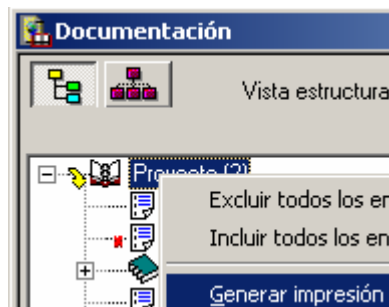 Documentación
Vista estructura
Proyecto (2)
Excluir todos los
Incluir todos los
Generar impresión